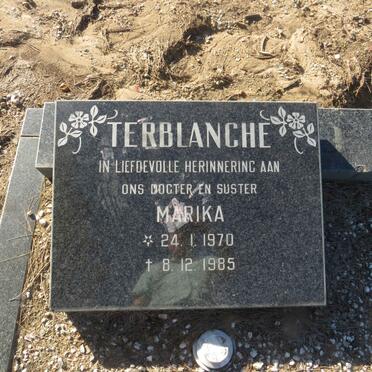 TERBLANCHE
IN LIEFDEVOLLE HERINNERING AAN
ONS DOGTER EN SUSTER
MARIKA
☆ 24. 1. 1970
✝ 8. 12. 1985